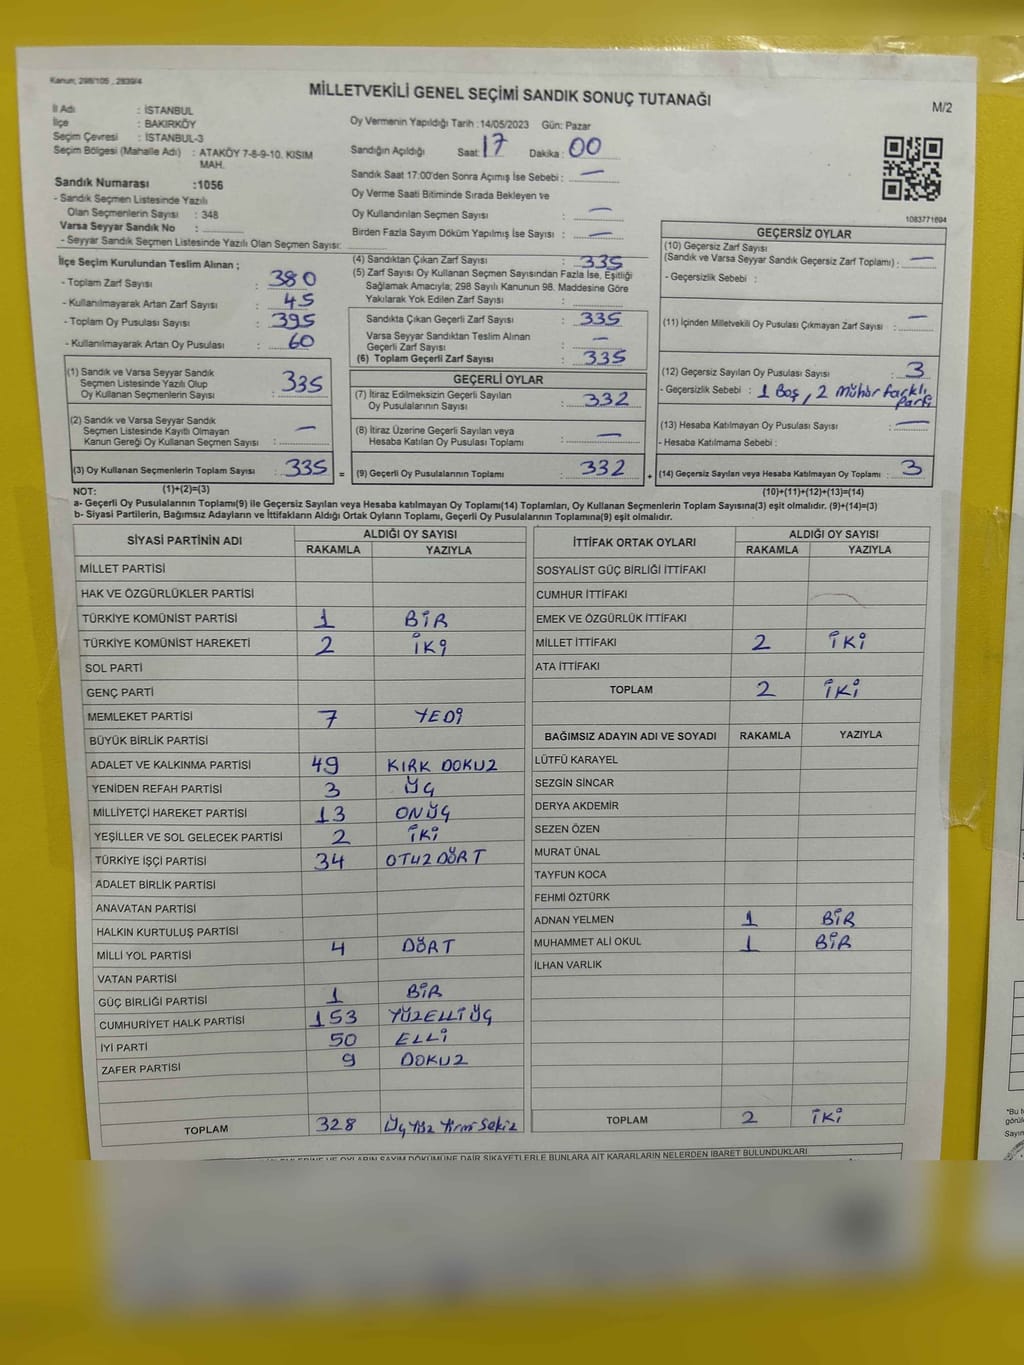 Kanun; 298/105 , 2839/4
MİLLETVEKİLİ GENEL SEÇİMİ SANDIK SONUÇ TUTANAĞI
M/2
İl Adı : İSTANBUL
İlçe : BAKIRKÖY
Seçim Çevresi : İSTANBUL-3
Seçim Bölgesi (Mahalle Adı) : ATAKÖY 7-8-9-10. KISIM
MAH.
Sandık Numarası :1056
- Sandık Seçmen Listesinde Yazılı
Olan Seçmenlerin Sayısı : 348
Varsa Seyyar Sandık No :
- Seyyar Sandık Seçmen Listesinde Yazılı Olan Seçmen Sayısı:
Oy Vermenin Yapıldığı Tarih :14/05/2023 Gün: Pazar
Sandığın Açıldığı Saat: 17 Dakika: 00
Sandık Saat 17:00'den Sonra Açımış İse Sebebi : —
Oy Verme Saati Bitiminde Sırada Bekleyen ve
Oy Kullandırılan Seçmen Sayısı : —
Birden Fazla Sayım Döküm Yapılmış İse Sayısı : —
1083771694
İlçe Seçim Kurulundan Teslim Alınan ;
- Toplam Zarf Sayısı : 380
- Kullanılmayarak Artan Zarf Sayısı : 45
- Toplam Oy Pusulası Sayısı : 395
- Kullanılmayarak Artan Oy Pusulası : 60
(4) Sandıktan Çıkan Zarf Sayısı : 335
(5) Zarf Sayısı Oy Kullanan Seçmen Sayısından Fazla İse, Eşitliği
Sağlamak Amacıyla; 298 Sayılı Kanunun 98. Maddesine Göre
Yakılarak Yok Edilen Zarf Sayısı :
Sandıkta Çıkan Geçerli Zarf Sayısı : 335
Varsa Seyyar Sandıktan Teslim Alınan
Geçerli Zarf Sayısı : —
(6) Toplam Geçerli Zarf Sayısı : 335
GEÇERSİZ OYLAR
(10) Geçersiz Zarf Sayısı
(Sandık ve Varsa Seyyar Sandık Geçersiz Zarf Toplamı) : —
- Geçersizlik Sebebi :
(11) İçinden Milletvekili Oy Pusulası Çıkmayan Zarf Sayısı : —
(12) Geçersiz Sayılan Oy Pusulası Sayısı : 3
- Geçersizlik Sebebi : 1 Boş, 2 mühür farklı parti
(13) Hesaba Katılmayan Oy Pusulası Sayısı : —
- Hesaba Katılmama Sebebi :
(14) Geçersiz Sayılan veya Hesaba Katılmayan Oy Toplamı : 3
(1) Sandık ve Varsa Seyyar Sandık
Seçmen Listesinde Yazılı Olup
Oy Kullanan Seçmenlerin Sayısı : 335
(2) Sandık ve Varsa Seyyar Sandık
Seçmen Listesinde Kayıtlı Olmayan
Kanun Gereği Oy Kullanan Seçmen Sayısı : —
(3) Oy Kullanan Seçmenlerin Toplam Sayısı : 335 =
GEÇERLİ OYLAR
(7) İtiraz Edilmeksizin Geçerli Sayılan
Oy Pusulalarının Sayısı : 332
(8) İtiraz Üzerine Geçerli Sayılan veya
Hesaba Katılan Oy Pusulası Toplamı : —
(9) Geçerli Oy Pusulalarının Toplamı : 332 +
NOT: (1)+(2)=(3)
(10)+(11)+(12)+(13)=(14)
a- Geçerli Oy Pusulalarının Toplamı(9) ile Geçersiz Sayılan veya Hesaba katılmayan Oy Toplamı(14) Toplamları, Oy Kullanan Seçmenlerin Toplam Sayısına(3) eşit olmalıdır. (9)+(14)=(3)
b- Siyasi Partilerin, Bağımsız Adayların ve İttifakların Aldığı Ortak Oyların Toplamı, Geçerli Oy Pusulalarının Toplamına(9) eşit olmalıdır.
SİYASİ PARTİNİN ADI ALDIĞI OY SAYISI
RAKAMLA YAZIYLA
MİLLET PARTİSİ
HAK VE ÖZGÜRLÜKLER PARTİSİ
TÜRKİYE KOMÜNİST PARTİSİ 1 BİR
TÜRKİYE KOMÜNİST HAREKETİ 2 İKİ
SOL PARTİ
GENÇ PARTİ
MEMLEKET PARTİSİ 7 YEDİ
BÜYÜK BİRLİK PARTİSİ
ADALET VE KALKINMA PARTİSİ 49 KIRK DOKUZ
YENİDEN REFAH PARTİSİ 3 ÜÇ
MİLLİYETÇİ HAREKET PARTİSİ 13 ONÜÇ
YEŞİLLER VE SOL GELECEK PARTİSİ 2 İKİ
TÜRKİYE İŞÇİ PARTİSİ 34 OTUZDÖRT
ADALET BİRLİK PARTİSİ
ANAVATAN PARTİSİ
HALKIN KURTULUŞ PARTİSİ
MİLLİ YOL PARTİSİ 4 DÖRT
VATAN PARTİSİ
GÜÇ BİRLİĞİ PARTİSİ 1 BİR
CUMHURİYET HALK PARTİSİ 153 YÜZELLİÜÇ
İYİ PARTİ 50 ELLİ
ZAFER PARTİSİ 9 DOKUZ
TOPLAM 328 Üç Yüz Yirmi Sekiz
İTTİFAK ORTAK OYLARI ALDIĞI OY SAYISI
RAKAMLA YAZIYLA
SOSYALİST GÜÇ BİRLİĞİ İTTİFAKI
CUMHUR İTTİFAKI
EMEK VE ÖZGÜRLÜK İTTİFAKI
MİLLET İTTİFAKI 2 İKİ
ATA İTTİFAKI
TOPLAM 2 İKİ
BAĞIMSIZ ADAYIN ADI VE SOYADI RAKAMLA YAZIYLA
LÜTFÜ KARAYEL
SEZGİN SİNCAR
DERYA AKDEMİR
SEZEN ÖZEN
MURAT ÜNAL
TAYFUN KOCA
FEHMİ ÖZTÜRK
ADNAN YELMEN 1 BİR
MUHAMMET ALİ OKUL 1 BİR
İLHAN VARLIK
TOPLAM 2 İKİ
OYLARIN SAYIM DÖKÜMÜNE DAİR ŞİKAYETLERLE BUNLARA AİT KARARLARIN NELERDEN İBARET BULUNDUKLARI